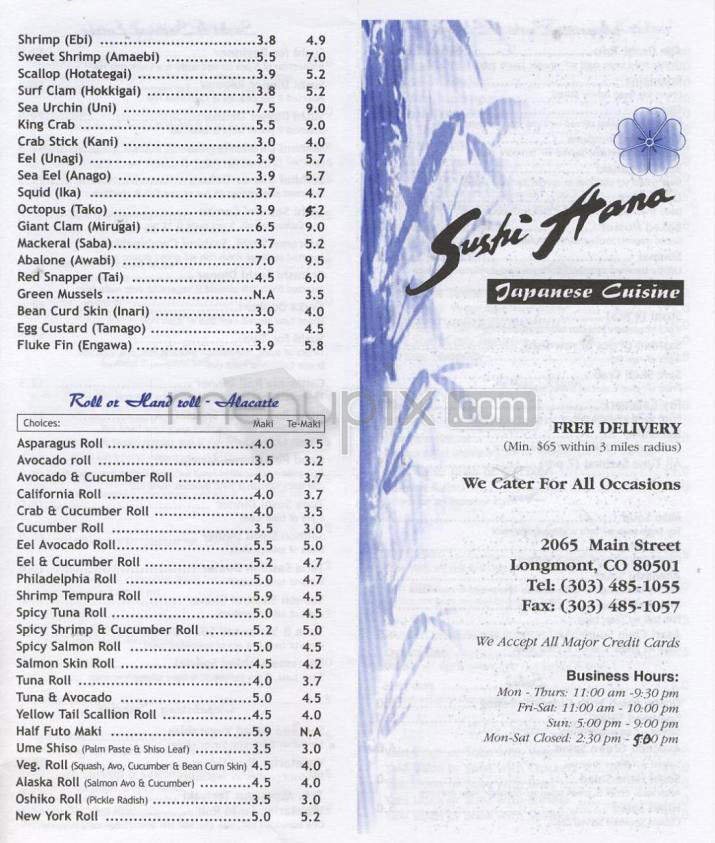 Shrimp (Ebi) ................................3.8 4.9
Sweet Shrimp (Amaebi) ................5.5 7.0
Scallop (Hotategai) ......................3.9 5.2
Surf Clam (Hokkigai) ....................3.8 5.2
Sea Urchin (Uni) ..........................7.5 9.0
King Crab ....................................5.5 9.0
Crab Stick (Kani) .........................3.0 4.0
Eel (Unagi) ..................................3.9 5.7
Sea Eel (Anago) ...........................3.9 5.7
Squid (Ika) ..................................3.7 4.7
Octopus (Tako) ............................3.9 5.2
Giant Clam (Mirugai) ....................6.5 9.0
Mackeral (Saba)............................3.7 5.2
Abalone (Awabi) ..........................7.0 9.5
Red Snapper (Tai) ........................4.5 6.0
Green Mussels .............................N.A 3.5
Bean Curd Skin (Inari) ..................3.0 4.0
Egg Custard (Tamago) ..................3.5 4.5
Fluke Fin (Engawa) .......................3.9 5.8
Roll or Hand roll - Alacarte
Choices: Maki Te-Maki
Asparagus Roll .............................4.0 3.5
Avocado roll ................................3.5 3.2
Avocado & Cucumber Roll .............4.0 3.7
California Roll ..............................4.0 3.7
Crab & Cucumber Roll ..................4.0 3.5
Cucumber Roll .............................3.5 3.0
Eel Avocado Roll...........................5.5 5.0
Eel & Cucumber Roll .....................5.2 4.7
Philadelphia Roll ..........................5.0 4.7
Shrimp Tempura Roll ....................5.9 4.5
Spicy Tuna Roll ............................5.0 4.5
Spicy Shrimp & Cucumber Roll .......5.2 5.0
Spicy Salmon Roll ........................5.0 4.5
Salmon Skin Roll ..........................4.5 4.2
Tuna Roll .....................................4.0 3.7
Tuna & Avocado ...........................5.0 4.5
Yellow Tail Scallion Roll ................4.5 4.0
Half Futo Maki .............................5.9 N.A
Ume Shiso (Palm Paste & Shiso Leaf) ..............3.5 3.0
Veg. Roll (Squash, Avo, Cucumber & Bean Curn Skin) 4.5 4.0
Alaska Roll (Salmon Avo & Cucumber) ..........4.5 4.0
Oshiko Roll (Pickle Radish) ..................3.5 3.0
New York Roll ..............................5.0 5.2
menupix.com
Sushi Hana
Japanese Cuisine
FREE DELIVERY
(Min. $65 within 3 miles radius)
We Cater For All Occasions
2065 Main Street
Longmont, CO 80501
Tel: (303) 485-1055
Fax: (303) 485-1057
We Accept All Major Credit Cards
Business Hours:
Mon - Thurs: 11:00 am -9:30 pm
Fri-Sat: 11:00 am - 10:00 pm
Sun: 5:00 pm - 9:00 pm
Mon-Sat Closed: 2:30 pm - 5:00 pm